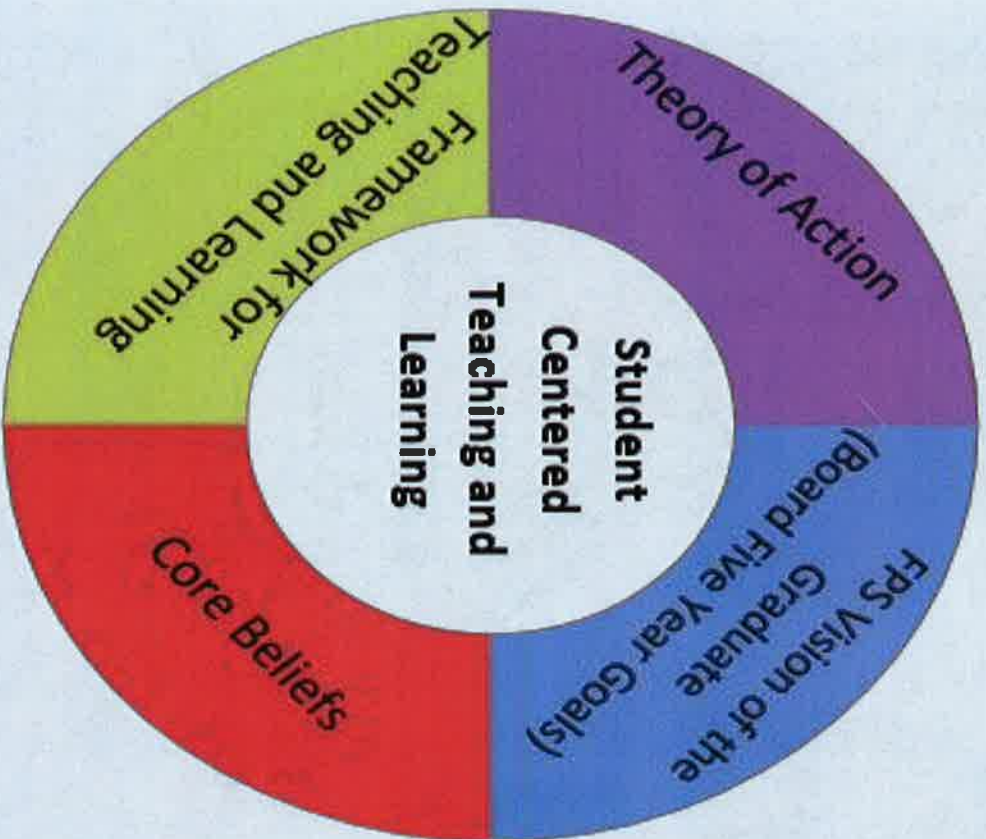 Theory of Action
FPS Vision of the
Graduate
(Board Five Year Goals)
Student
Centered
Teaching and
Learning
Framework for
Teaching and Learning
Core Beliefs